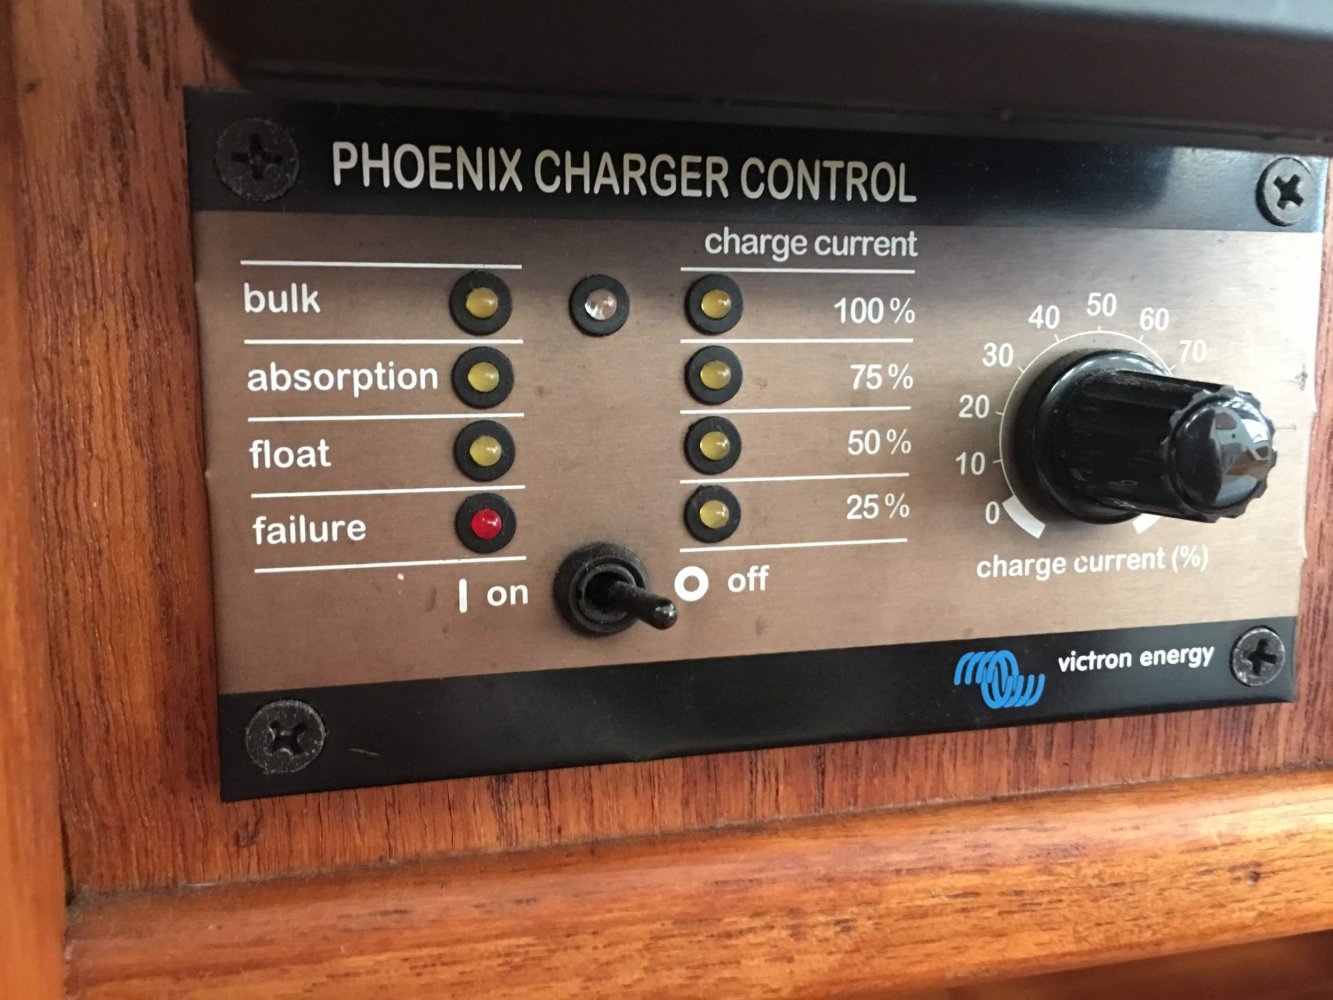 PHOENIX CHARGER CONTROL
charge current
bulk
100 %
absorption
75 %
float
50 %
failure
25 %
I on
O off
0
10
20
30
40
50
60
70
charge current (%)
victron energy